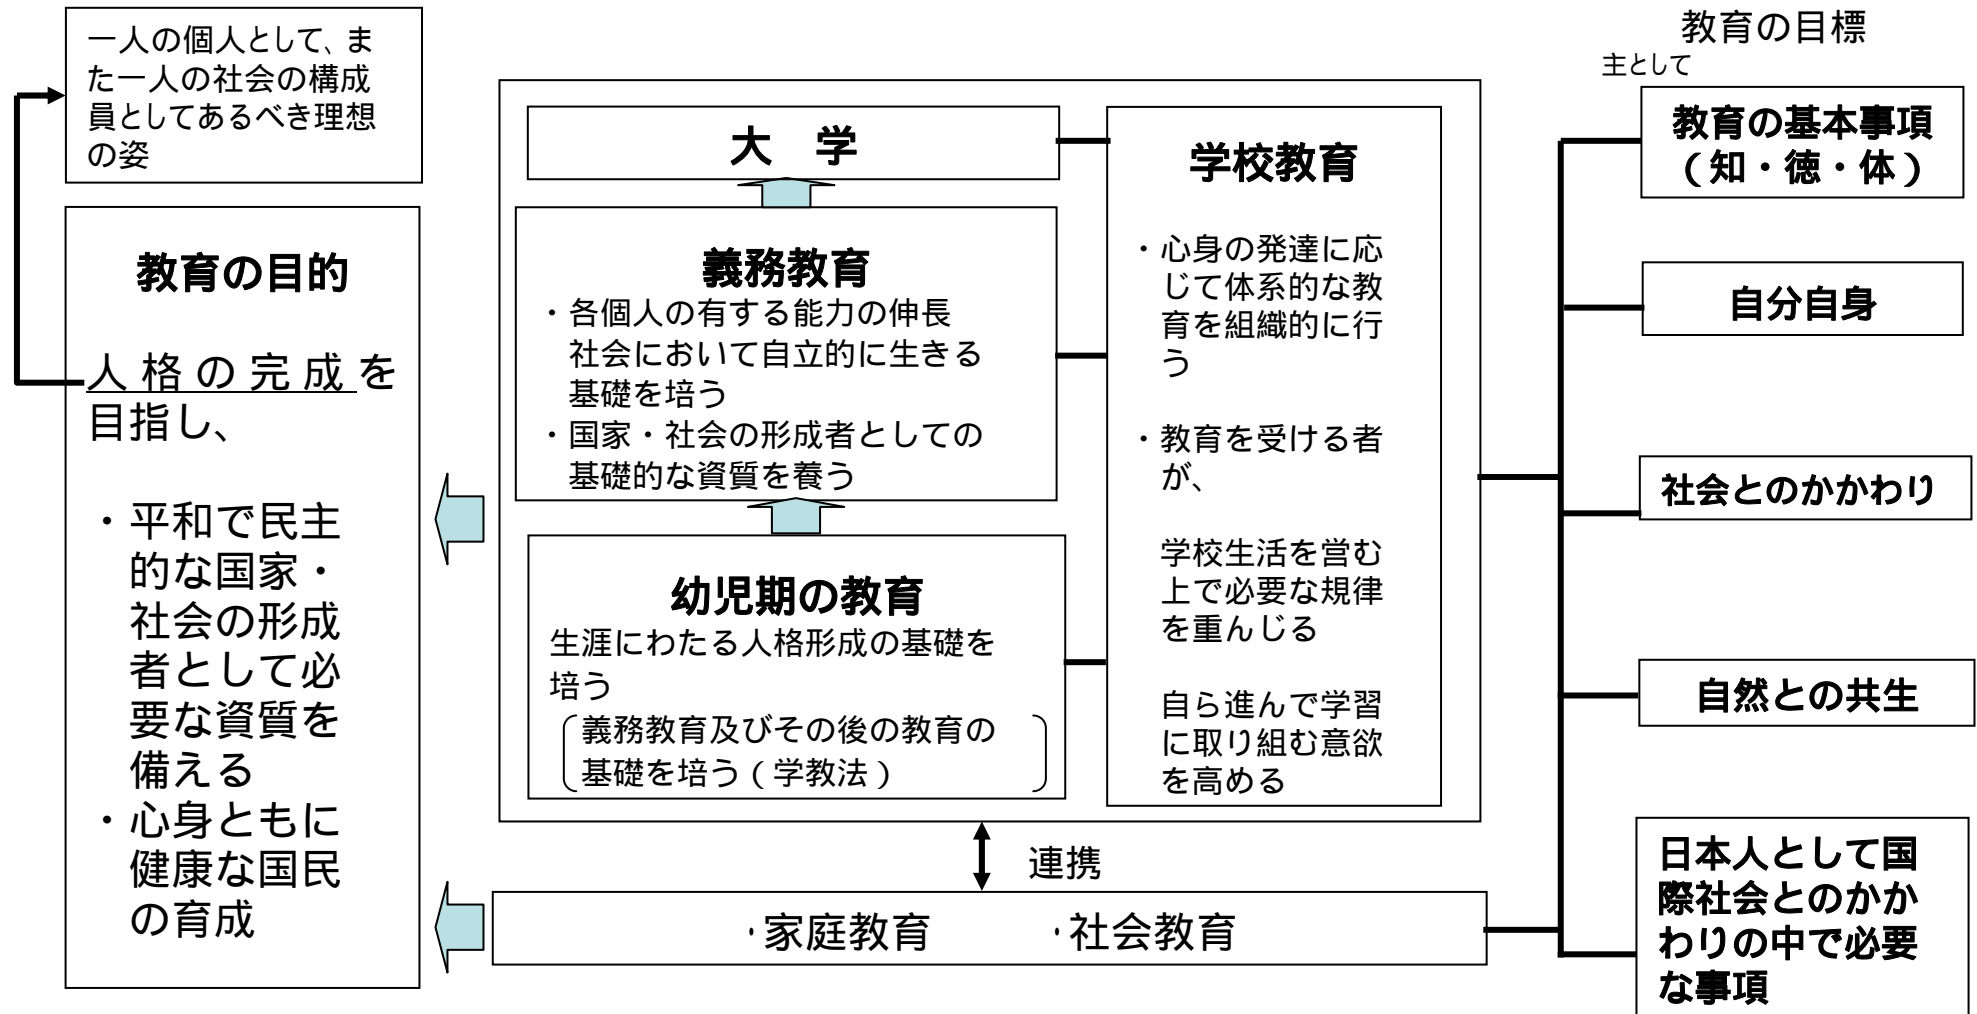 一人の個人として、ま
た一人の社会の構成
員としてあるべき理想
の姿
教育の目的
人格の完成を
目指し、
・平和で民主
的な国家・
社会の形成
者として必
要な資質を
備える
・心身ともに
健康な国民
の育成
大　学
義務教育
・各個人の有する能力の伸長
社会において自立的に生きる
基礎を培う
・国家・社会の形成者としての
基礎的な資質を養う
幼児期の教育
生涯にわたる人格形成の基礎を
培う
義務教育及びその後の教育の
基礎を培う（学教法）
学校教育
・心身の発達に応
じて体系的な教
育を組織的に行
う
・教育を受ける者
が、
学校生活を営む
上で必要な規律
を重んじる
自ら進んで学習
に取り組む意欲
を高める
連携
・家庭教育　・社会教育
教育の目標
主として
教育の基本事項
（知・徳・体）
自分自身
社会とのかかわり
自然との共生
日本人として国
際社会とのかか
わりの中で必要
な事項